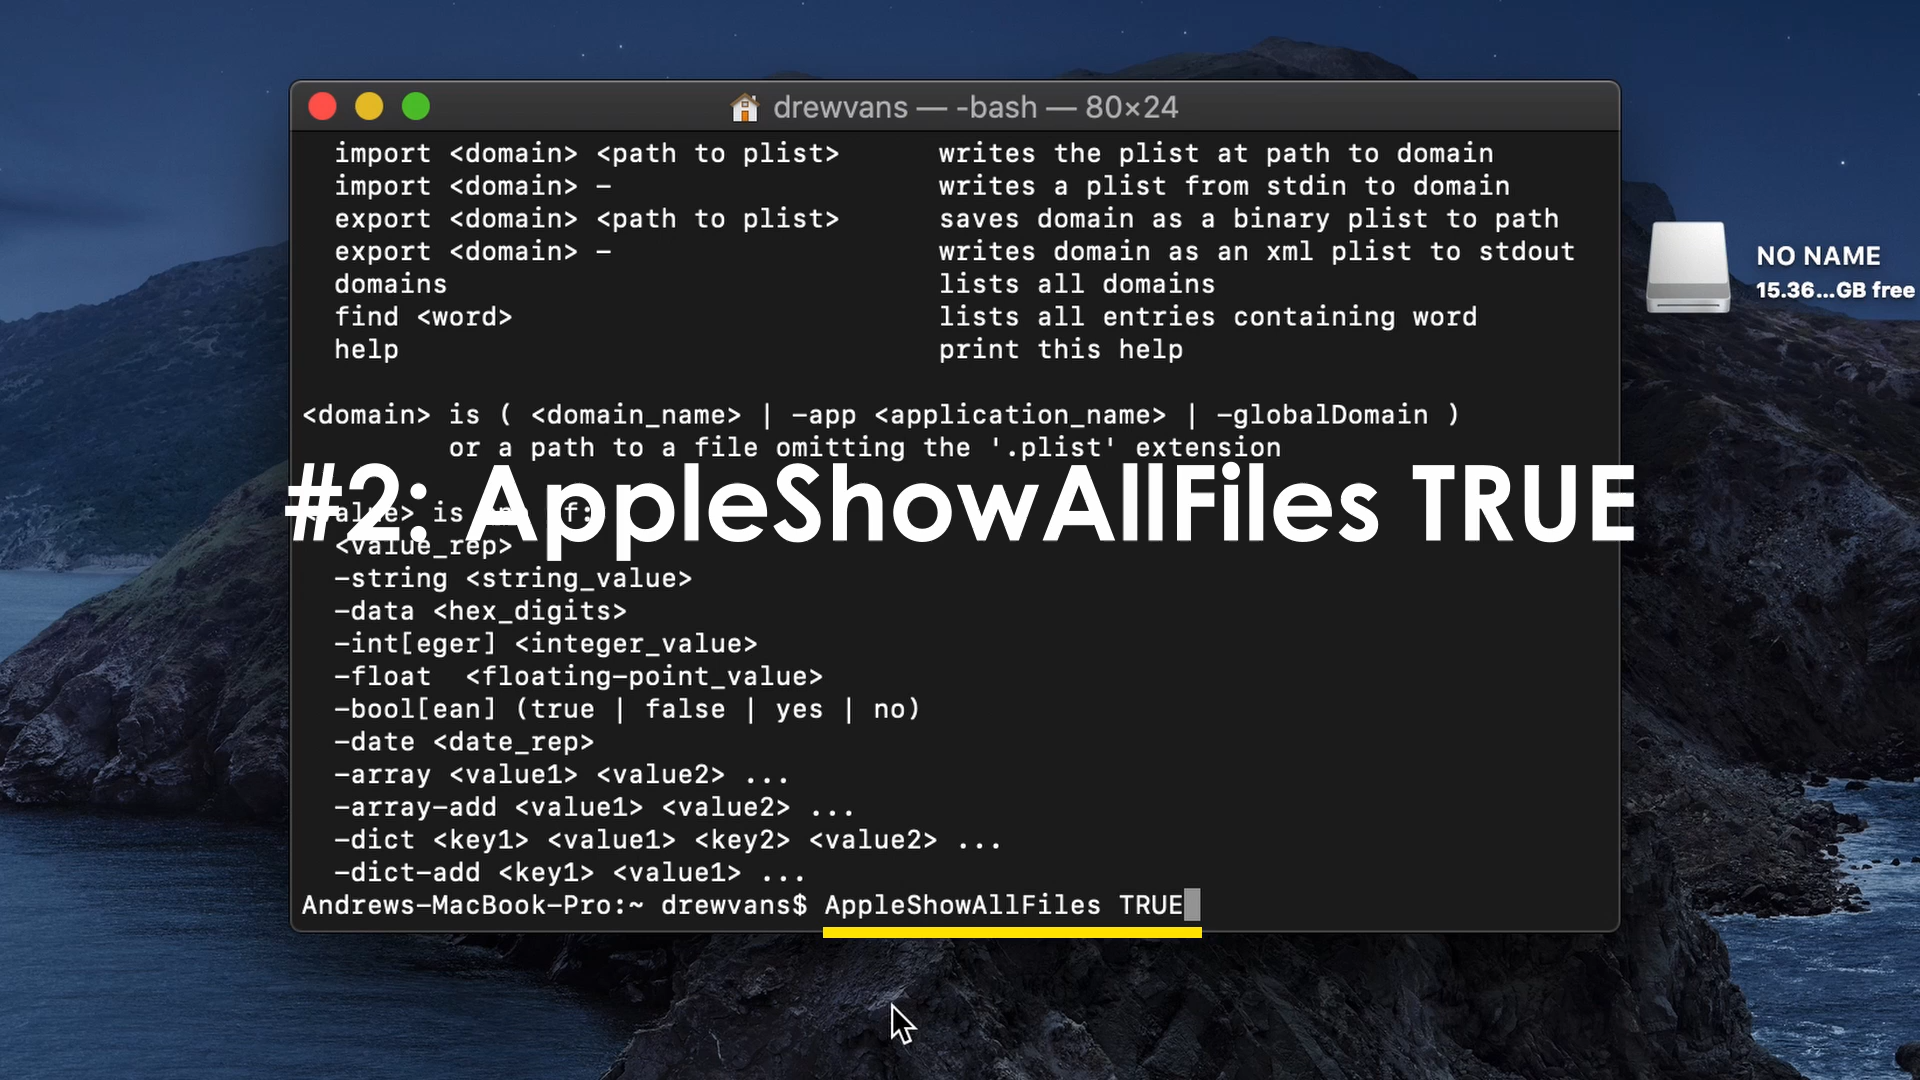 drewvans — -bash — 80×24
import <domain> <path to plist> writes the plist at path to domain
import <domain> - writes a plist from stdin to domain
export <domain> <path to plist> saves domain as a binary plist to path
export <domain> - writes domain as an xml plist to stdout
domains lists all domains
find <word> lists all entries containing word
help print this help
NO NAME
15.36...GB free
<domain> is ( <domain_name> | -app <application_name> | -globalDomain )
or a path to a file omitting the '.plist' extension
#2: AppleShowAllFiles TRUE
is
<value_rep>
-string <string_value>
-data <hex_digits>
-int[eger] <integer_value>
-float <floating-point_value>
-bool[ean] (true | false | yes | no)
-date <date_rep>
-array <value1> <value2> ...
-array-add <value1> <value2> ...
-dict <key1> <value1> <key2> <value2> ...
-dict-add <key1> <value1> ...
Andrews-MacBook-Pro:~ drewvans$ AppleShowAllFiles TRUE